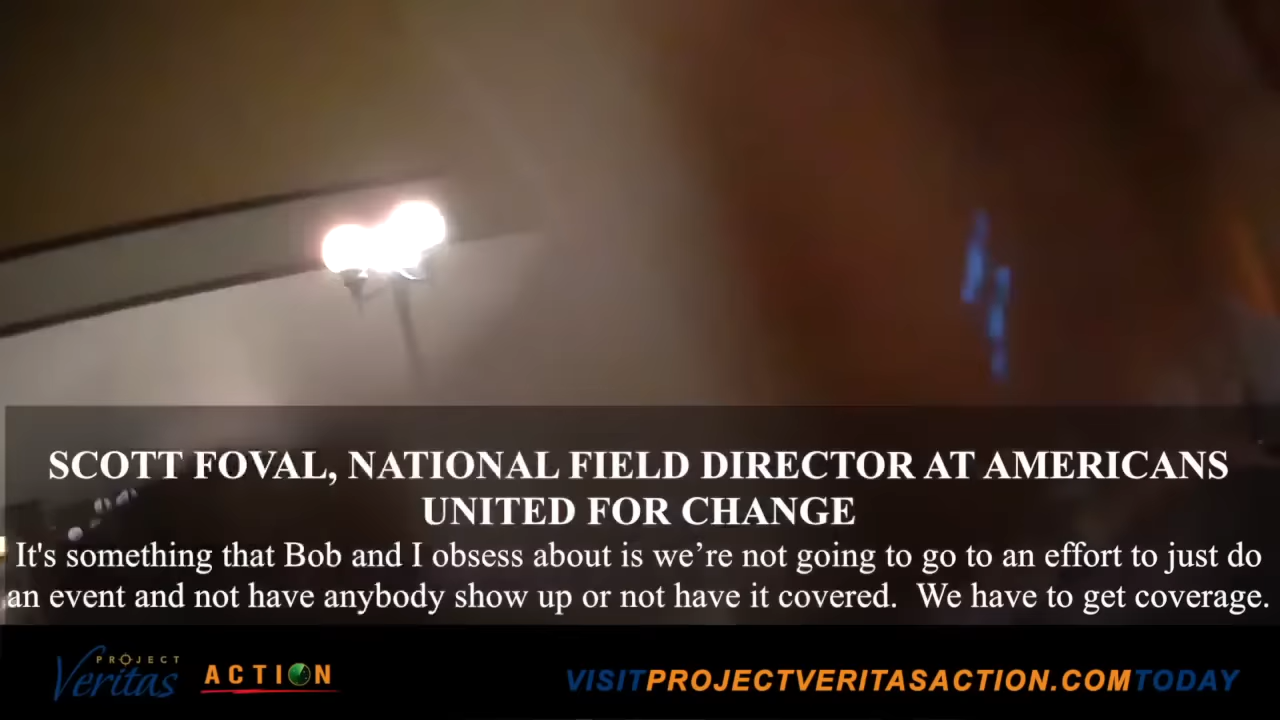 SCOTT FOVAL, NATIONAL FIELD DIRECTOR AT AMERICANS
UNITED FOR CHANGE
It's something that Bob and I obsess about is we’re not going to go to an effort to just do
an event and not have anybody show up or not have it covered.  We have to get coverage.
PROJECT
Veritas ACTION
VISITPROJECTVERITASACTION.COMTODAY